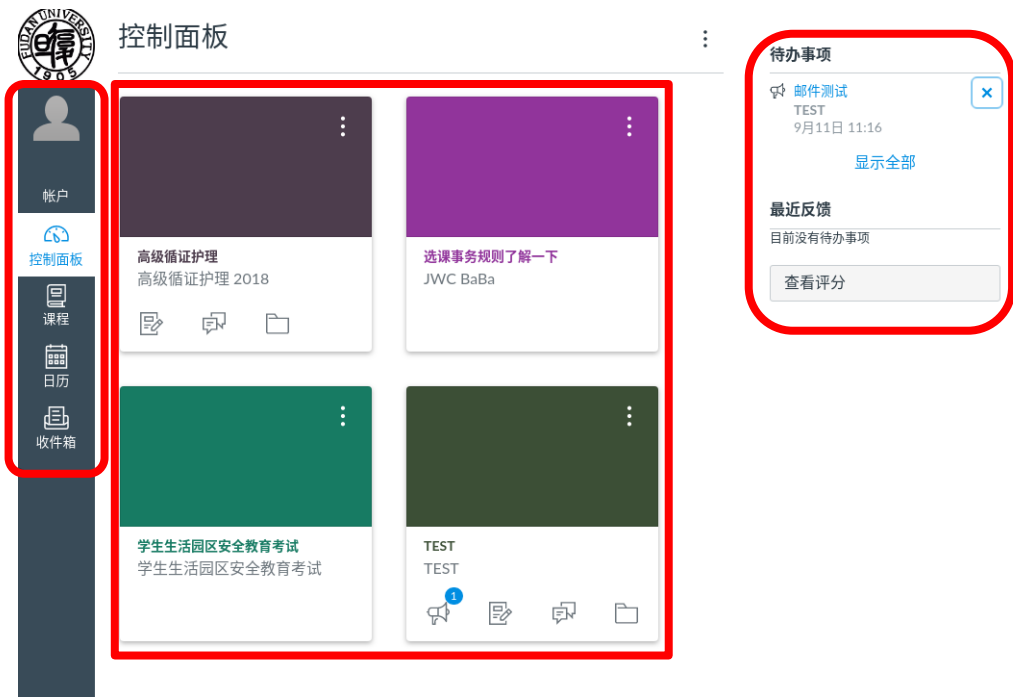 FUDAN UNIVERSITY
1905
控制面板
帐户
控制面板
课程
日历
收件箱
高级循证护理
高级循证护理 2018
选课事务规则了解一下
JWC BaBa
学生生活园区安全教育考试
学生生活园区安全教育考试
TEST
TEST
1
待办事项
邮件测试
TEST
9月11日 11:16
显示全部
最近反馈
目前没有待办事项
查看评分